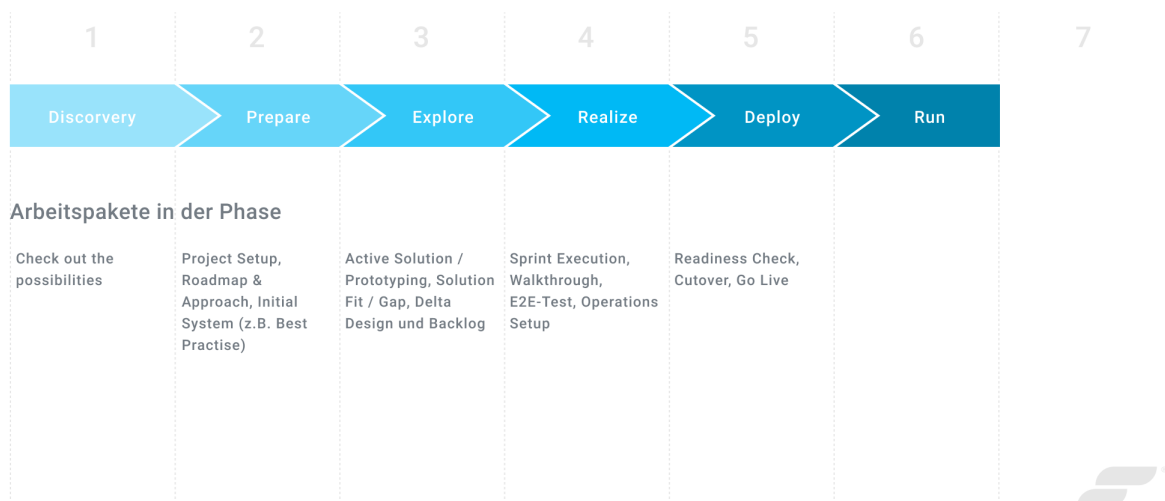 1 2 3 4 5 6 7
Discorvery Prepare Explore Realize Deploy Run
Arbeitspakete in der Phase
Check out the
possibilities
Project Setup,
Roadmap &
Approach, Initial
System (z.B. Best
Practise)
Active Solution /
Prototyping, Solution
Fit / Gap, Delta
Design und Backlog
Sprint Execution,
Walkthrough,
E2E-Test, Operations
Setup
Readiness Check,
Cutover, Go Live